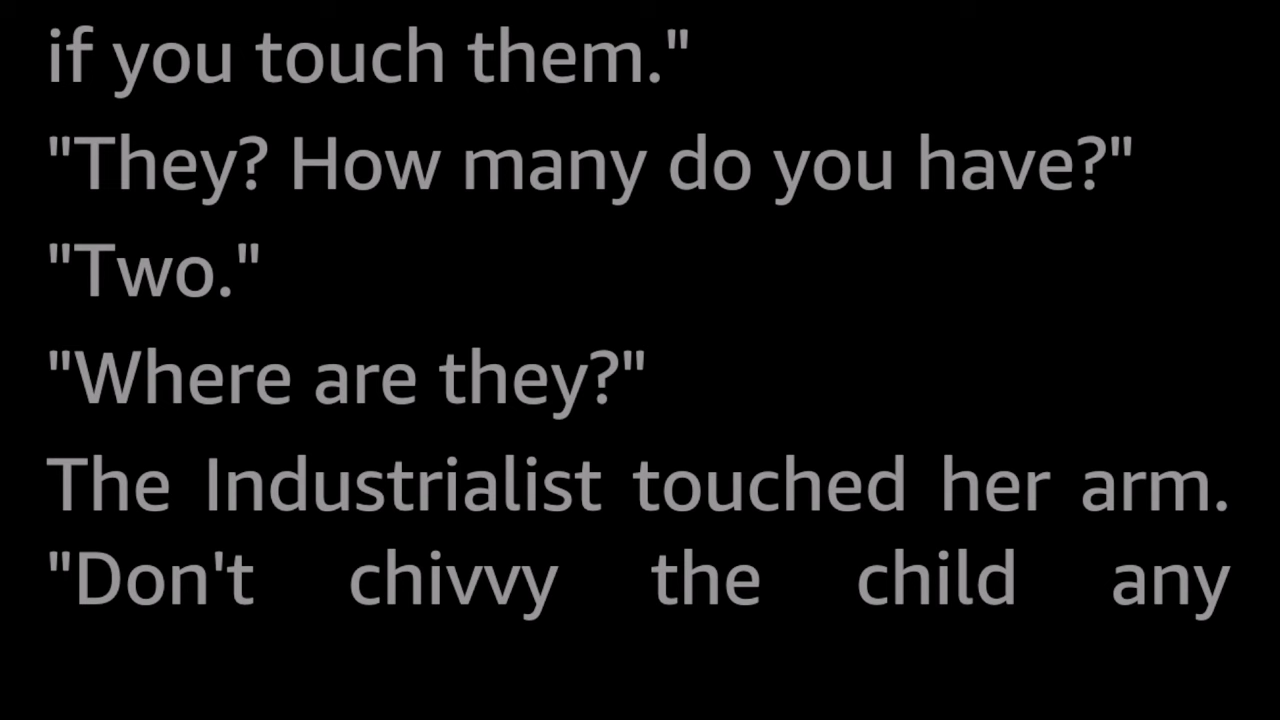 if you touch them."
"They? How many do you have?"
"Two."
"Where are they?"
The Industrialist touched her arm.
"Don't chivvy the child any